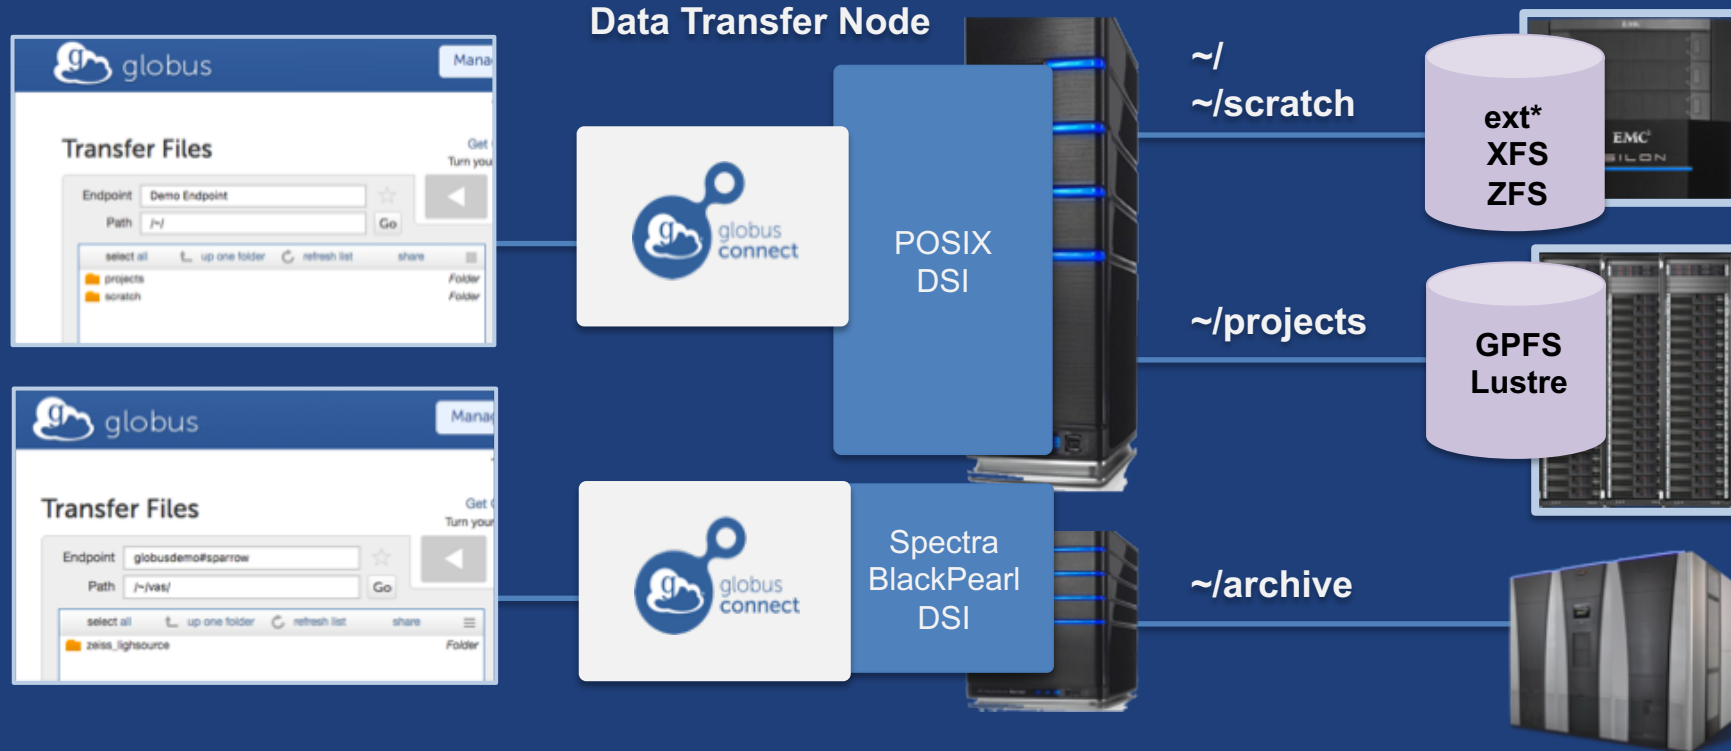 Data Transfer Node
globus
Mana
Transfer Files
Get
Turn you
Endpoint Demo Endpoint
Path /~/
Go
select all up one folder refresh list share
projects Folder
scratch Folder
globus
connect
POSIX
DSI
~/
~/scratch
ext*
XFS
ZFS
EMC²
~/projects
GPFS
Lustre
globus
Mana
Transfer Files
Get
Turn your
Endpoint globusdemo#sparrow
Path /~/vas/
Go
select all up one folder refresh list share
zeiss_lighsource Folder
globus
connect
Spectra
BlackPearl
DSI
~/archive